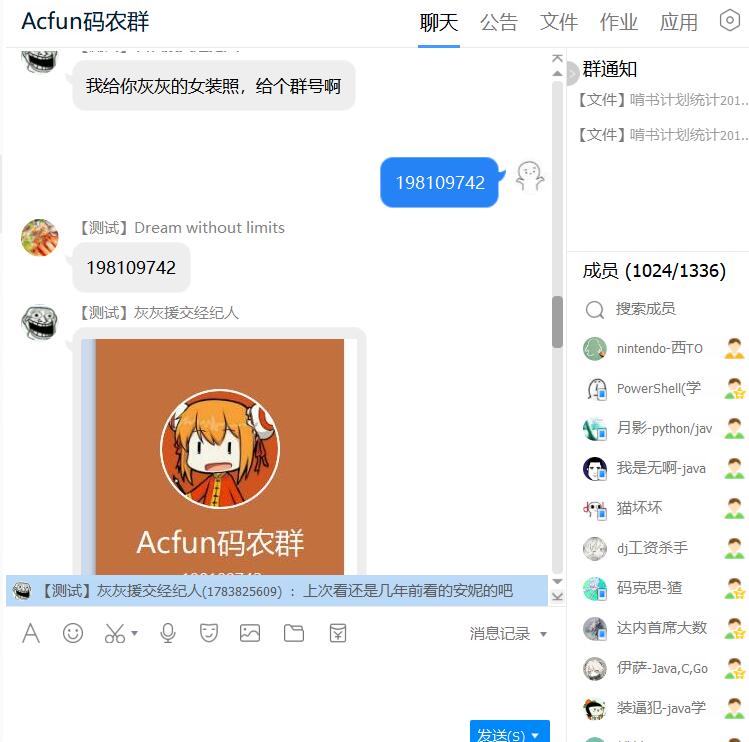 Acfun码农群
聊天 公告 文件 作业 应用
我给你灰灰的女装照，给个群号啊
198109742
【测试】Dream without limits
198109742
【测试】灰灰援交经纪人
Acfun码农群
【测试】灰灰援交经纪人(1783825609) ：上次看还是几年前看的安妮的吧
消息记录
发送(S)
群通知
【文件】啃书计划统计201...
【文件】啃书计划统计201...
成员 (1024/1336)
搜索成员
nintendo-西TO
PowerShell(学
月影-python/jav
我是无啊-java
猫坏坏
dj工资杀手
码克思-猹
达内首席大数
伊萨-Java,C,Go
装逼犯-java学